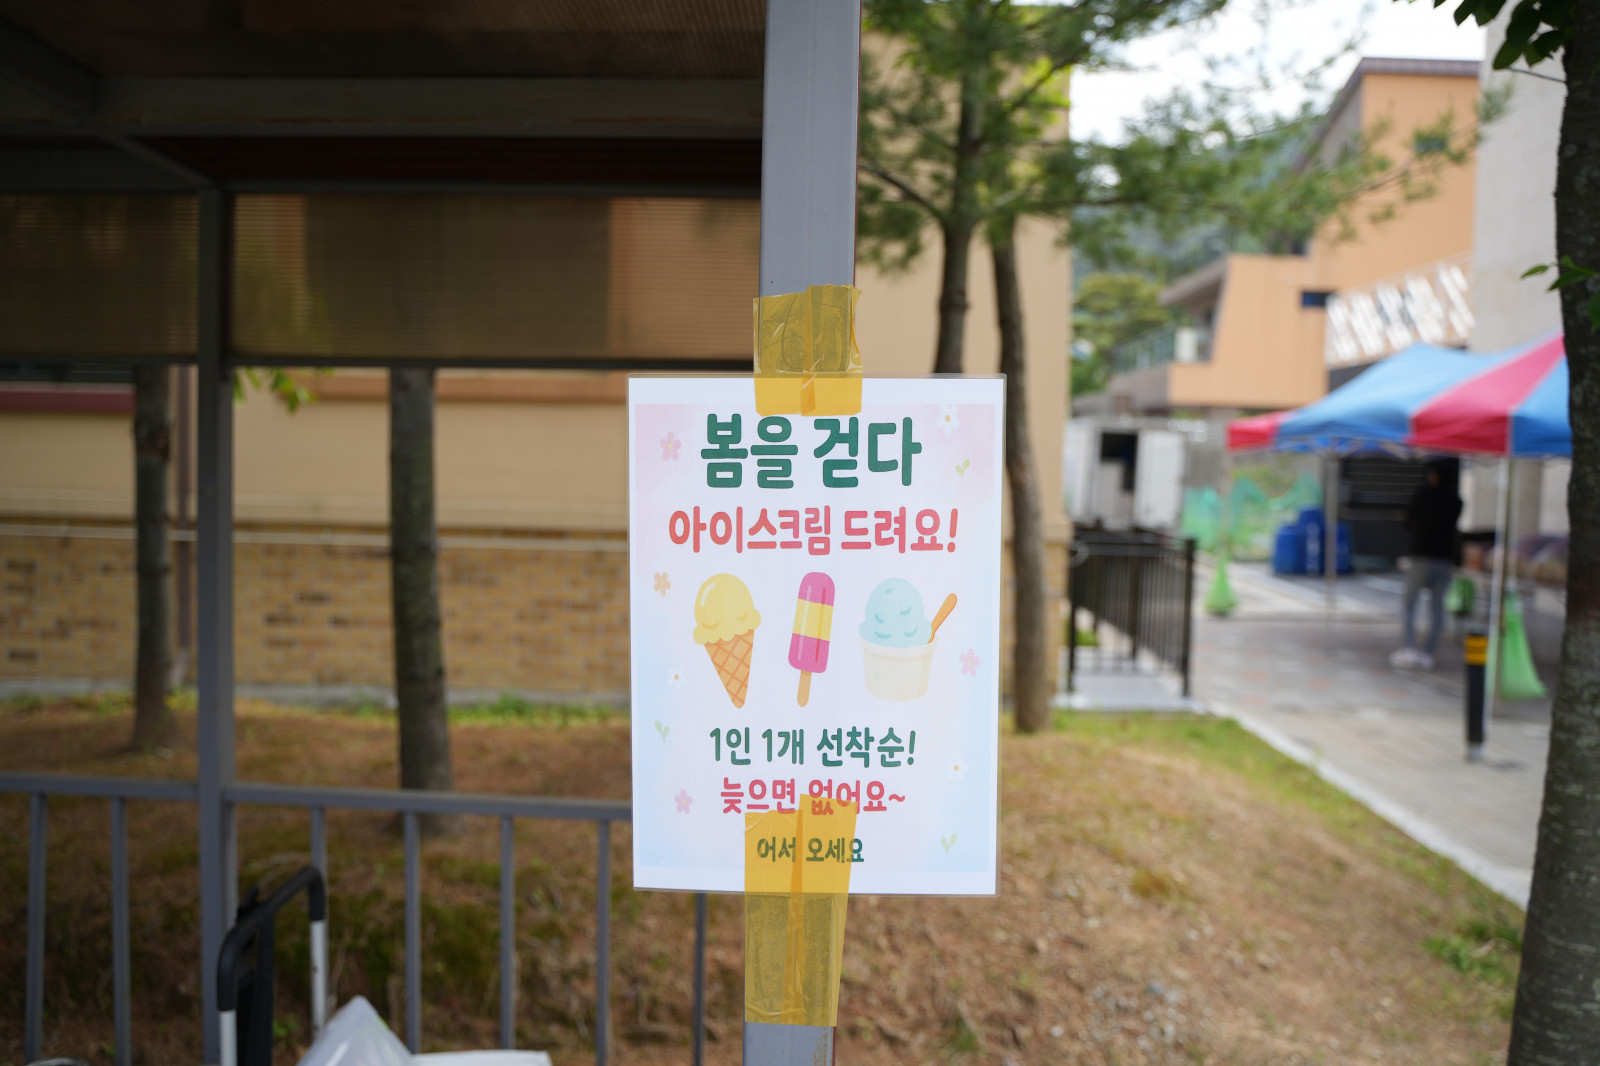 봄을 걷다
아이스크림 드려요!
1인 1개 선착순!
늦으면 없어요~
어서 오세요